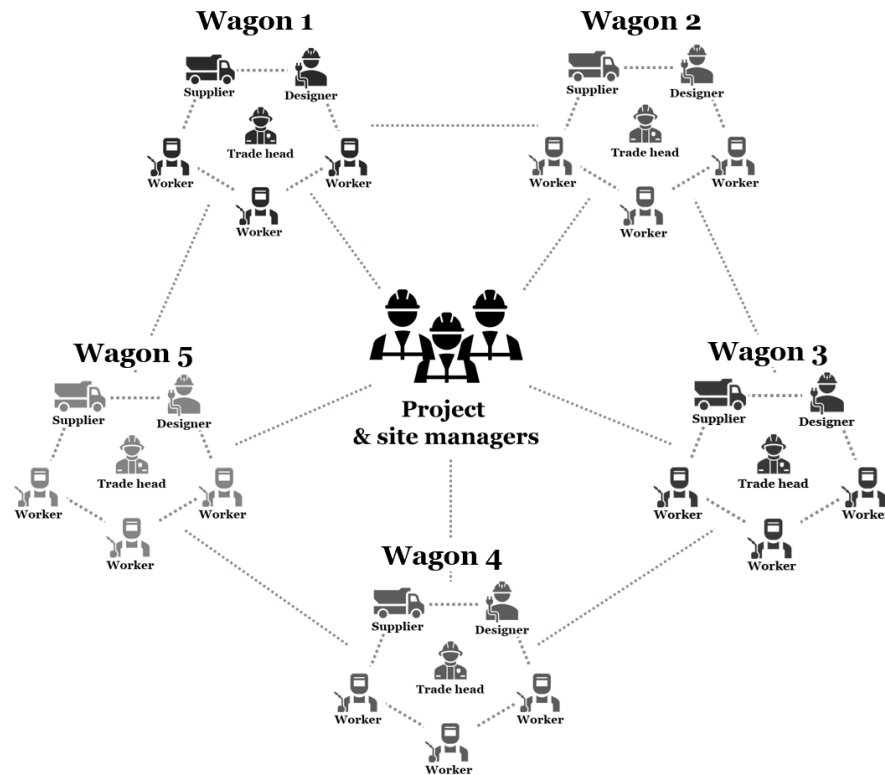 Wagon 1
Supplier
Designer
Trade head
Worker
Worker
Worker
Wagon 2
Supplier
Designer
Trade head
Worker
Worker
Worker
Project
& site managers
Wagon 5
Supplier
Designer
Trade head
Worker
Worker
Worker
Wagon 3
Supplier
Designer
Trade head
Worker
Worker
Worker
Wagon 4
Supplier
Designer
Trade head
Worker
Worker
Worker